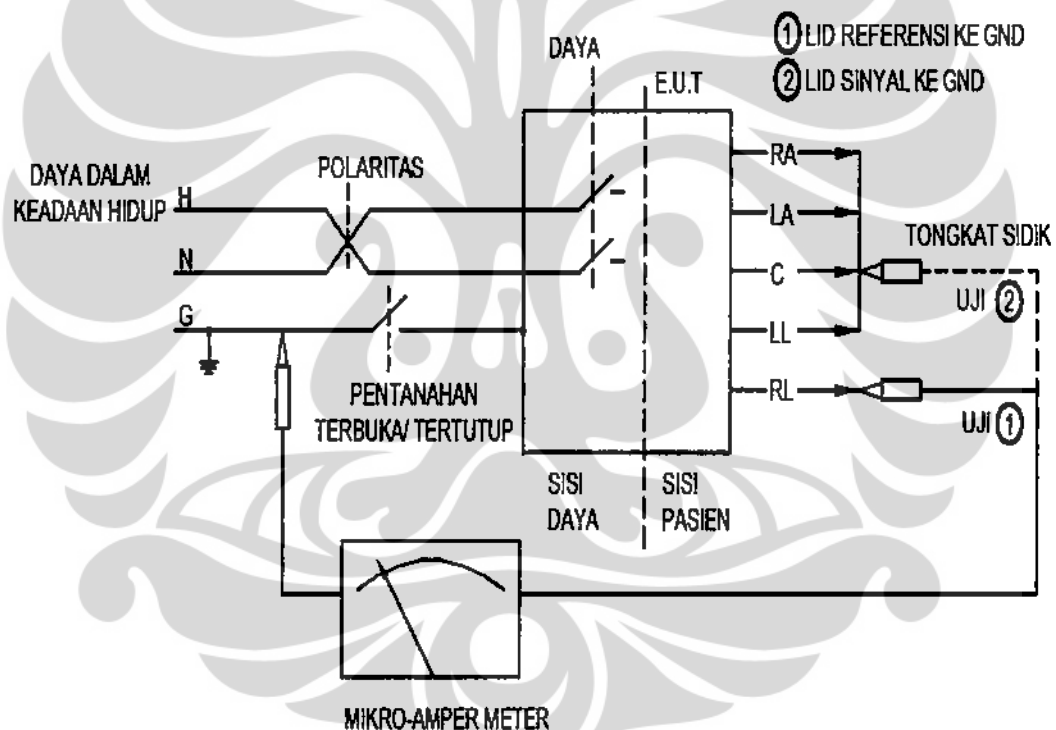 ① LID REFERENSI KE GND
② LID SINYAL KE GND
DAYA
E.U.T
DAYA DALAM
KEADAAN HIDUP
H
N
G
POLARITAS
PENTANAHAN
TERBUKA/ TERTUTUP
RA
LA
C
LL
RL
TONGKAT SIDIK
UJI ②
UJI ①
SISI
DAYA
SISI
PASIEN
MIKRO-AMPER METER